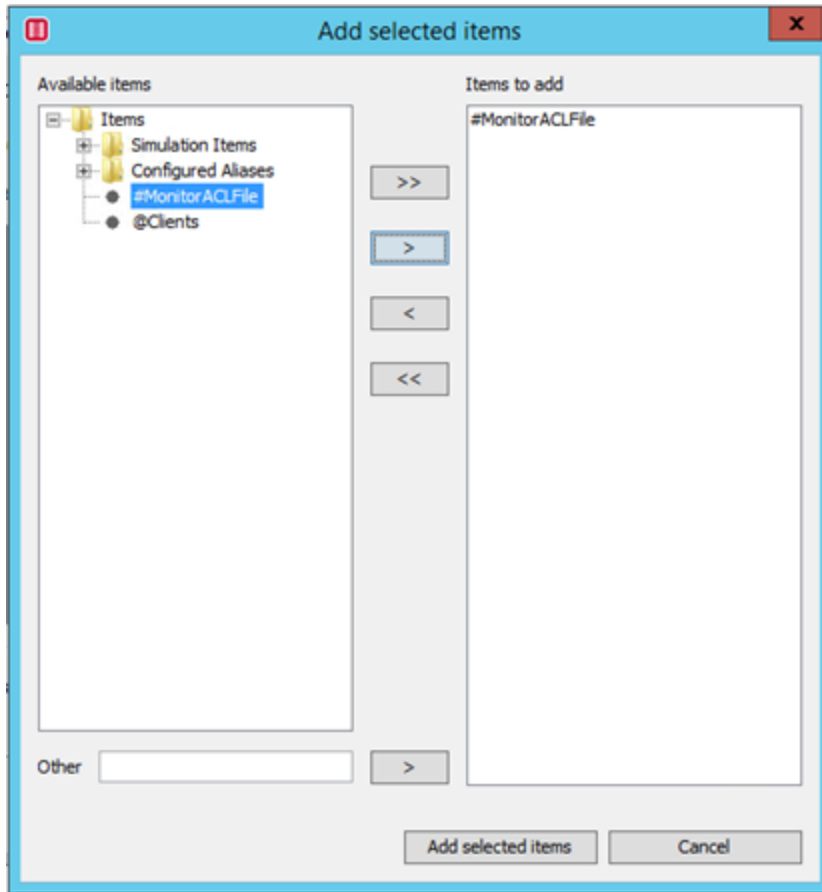 Add selected items
x
Available items
Items to add
Items
Simulation Items
Configured Aliases
#MonitorACLFile
@Clients
#MonitorACLFile
>>
>
<
<<
Other
>
Add selected items
Cancel